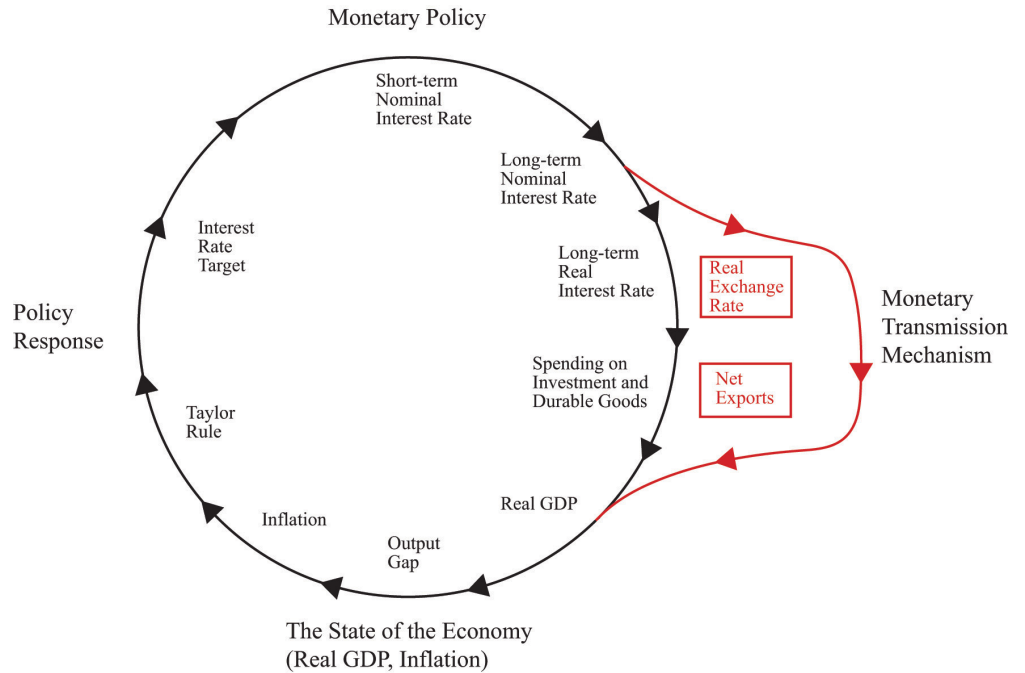 Monetary Policy
Short-term
Nominal
Interest Rate
Long-term
Nominal
Interest Rate
Interest
Rate
Target
Long-term
Real
Interest Rate
Real
Exchange
Rate
Policy
Response
Monetary
Transmission
Mechanism
Spending on
Investment and
Durable Goods
Net
Exports
Taylor
Rule
Real GDP
Inflation
Output
Gap
The State of the Economy
(Real GDP, Inflation)